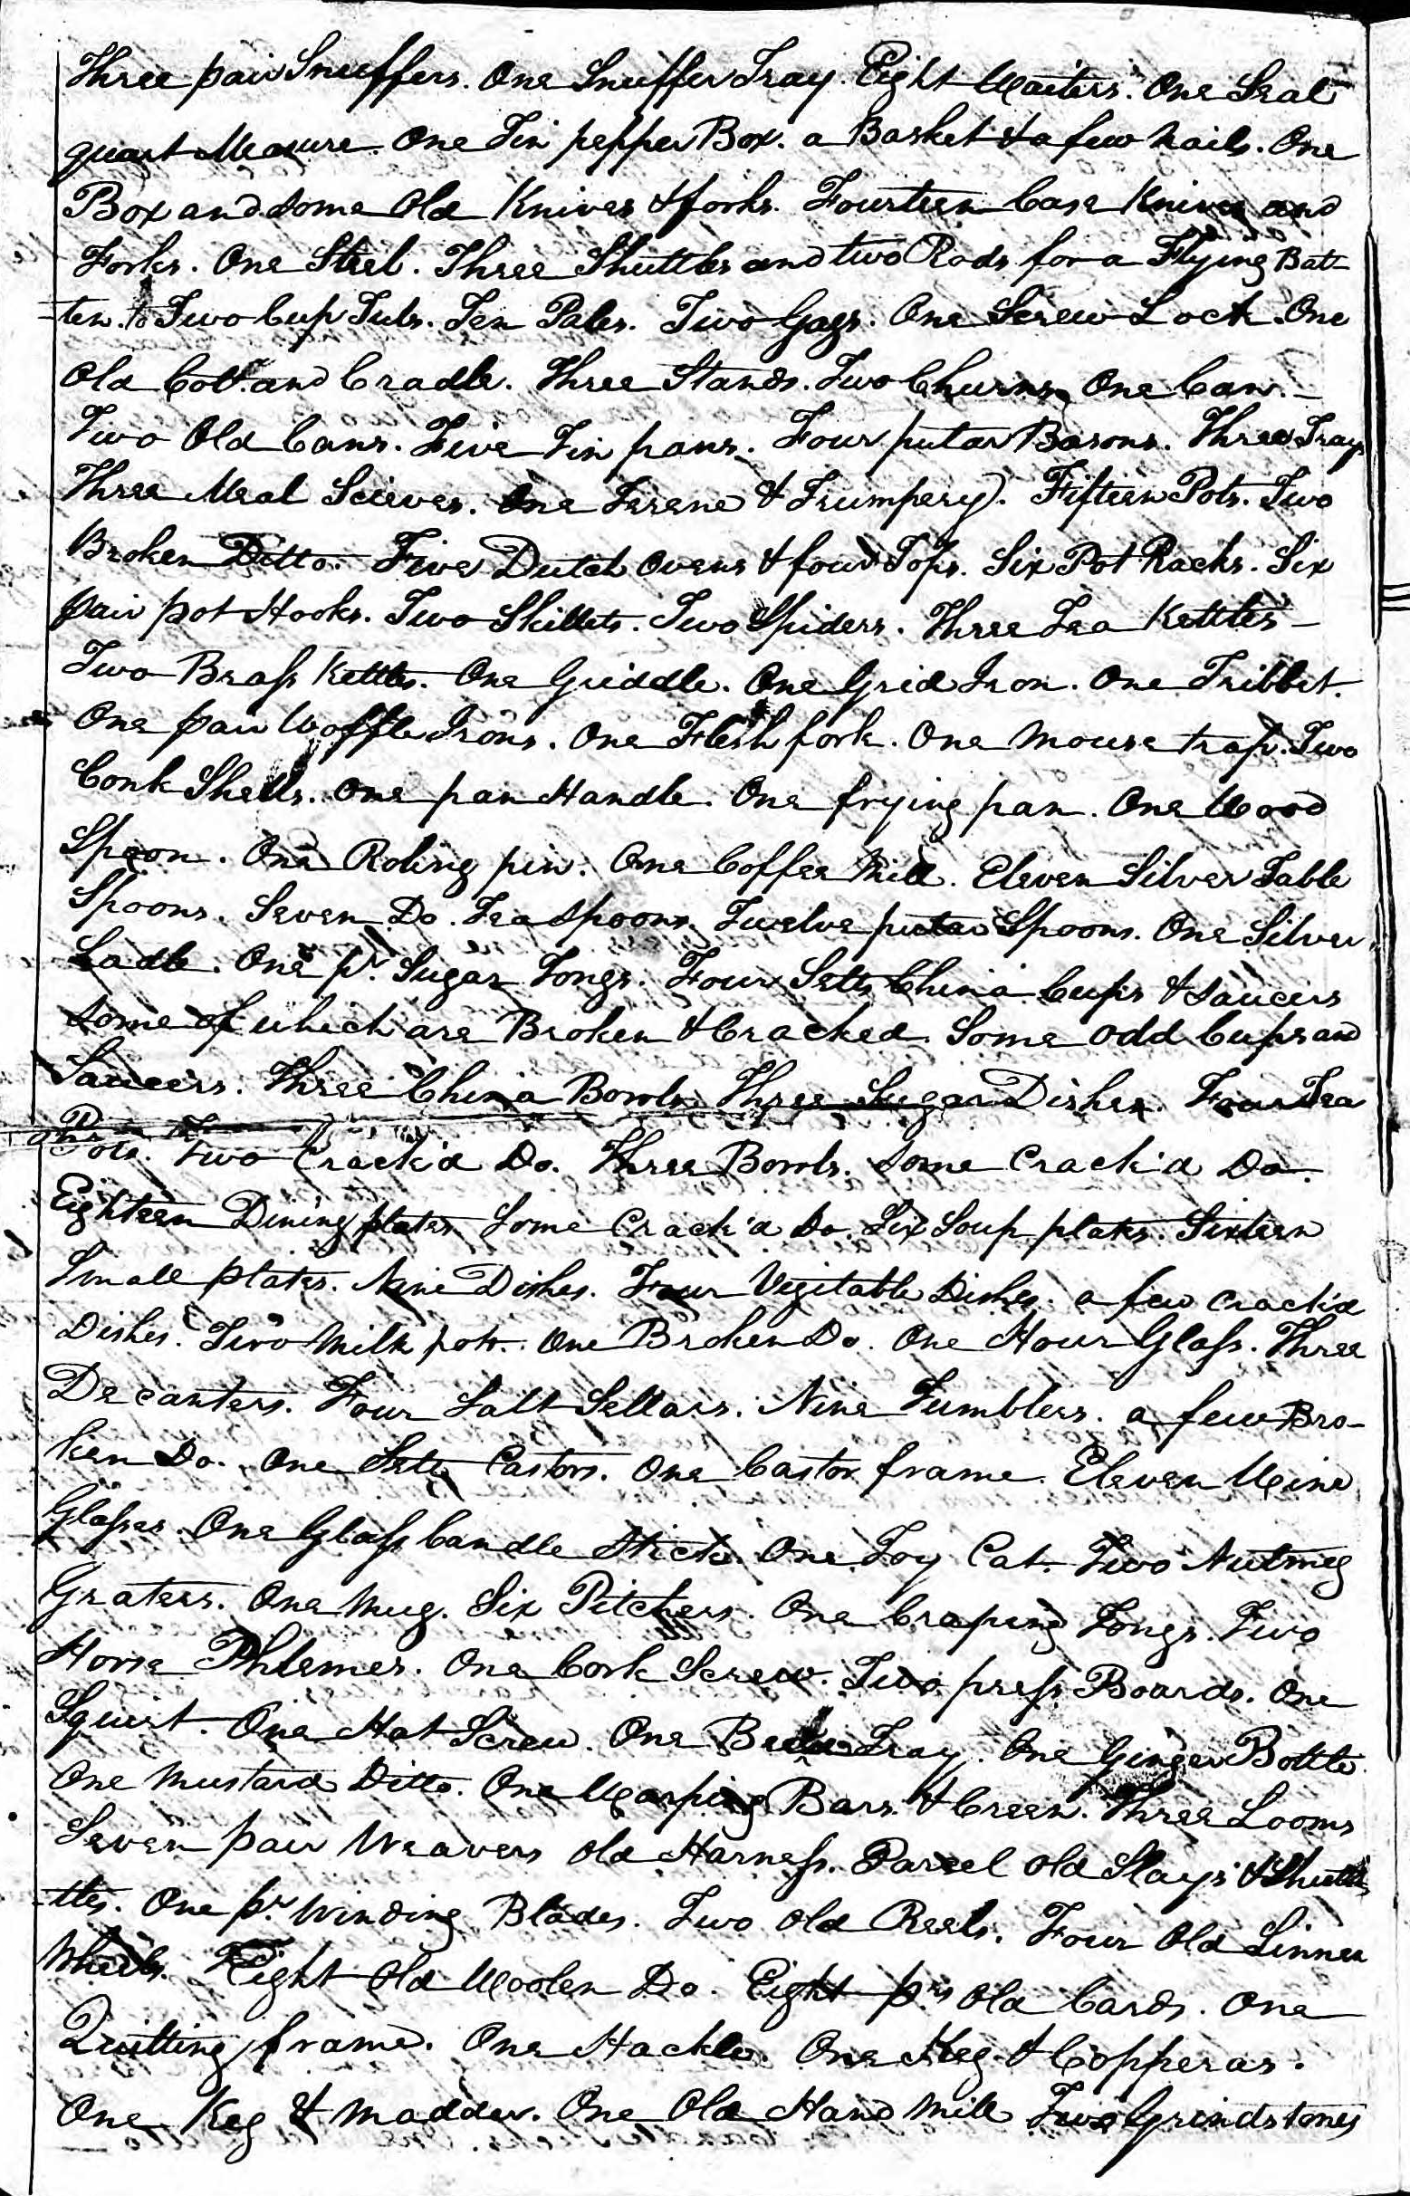 Three pair Snuffers. One Snuffer Tray. Eight Waiters. One Seal
quart Measure. One Tin pepper Box. a Basket & a few Nails. One
Box and some Old Knives & forks. Fourteen Case Knives and
Forks. One Steel. Three Shuttles and two Rods for a Flying Bat-
-ten. Two Cup Tubs. Ten Pales. Two Gags. One Screw Lock. One
Old Cott and Cradle. Three Stands. Two Churns, One Can.
Two Old Cans. Five Tin pans. Four putar Basons. Three Trays
Three Meal Scieves. One Terene & Trumpery. Fifteen Pots. Two
Broken Ditto. Five Dutch Ovens & four Tops. Six Pot Racks. Six
pair pot Hooks. Two Skillets. Two Spiders. Three Tea Kettles
Two Brass Kettles. One Griddle. One Grid Iron. One Tribbet.
One pair Woffle Irons. One Flesh fork. One Mouse trap. Two
Conk Shells. One pan Handle. One frying pan. One Wood
Spoon. One Roling pin. One Coffee Mill. Eleven Silver Table
Spoons. Seven Do. Tea Spoons. Twelve putar Spoons. One Silver
Ladle. One pr. Sugar Tongs. Four Setts China Cups & Saucers
some of which are Broken & Cracked. Some odd Cups and
Saucers. Three China Bowls. Three Sugar Dishes. Four Tea
Pots. Two Crack'd Do. Three Bowls. Some Crack'd Do.
Eighteen Dining plates. Some Crack'd Do. Six Soup plates. Sixteen
Small plates. Nine Dishes. Four Vigitable Dishes. a few crack'd
Dishes. Two Milk pots. One Broken Do. One Hour Glass. Three
Decanters. Four Salt Sellars. Nine Tumblers. a few Bro-
ken Do. One Sett Castors. One Castor frame. Eleven Wine
Glasses. One Glass Candle Stick. One Toy Cat. Two Nutmeg
Graters. One Mug. Six Pitchers. One Craping Tongs. Two
Horse Phlemes. One Cork Screw. Two press Boards. One
Squirt. One Hat Screw. One Tray. One Ginger Bottle
One Mustard Ditto. One Warping Bars & Creen. Three Looms
Seven pair Weavers Old Harness. Parcel old Slays & Shutt
-ttes. One pr. Winding Blades. Two old Reels. Four Old Linnen
Wheels. Eight Old Woolen Do. Eight prs Old Cards. One
Quilting frame. One Hackle. One Keg & Copperas.
One Keg & Madder. One Old Hand Mill Two Grindstones